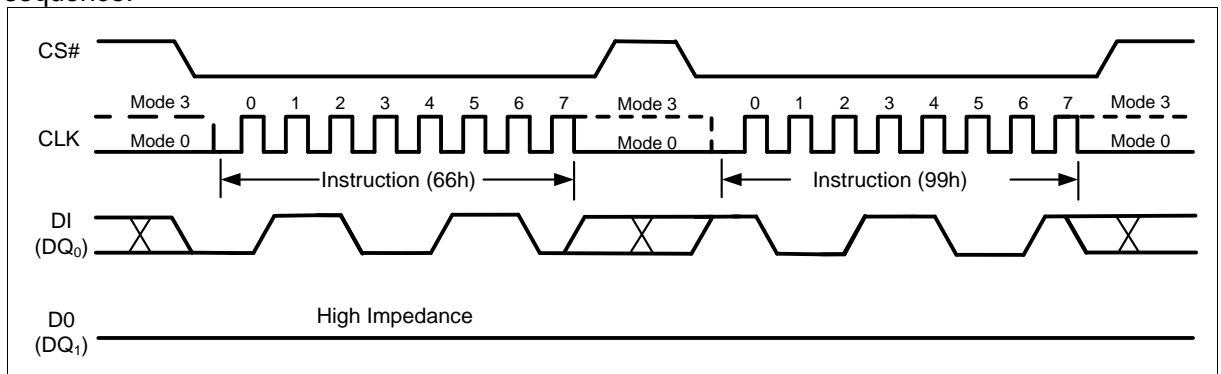 sequence.
CS#
Mode 3 0 1 2 3 4 5 6 7 Mode 3 0 1 2 3 4 5 6 7 Mode 3
CLK Mode 0 Mode 0 Mode 0
Instruction (66h) Instruction (99h)
DI
(DQ0)
D0 High Impedance
(DQ1)